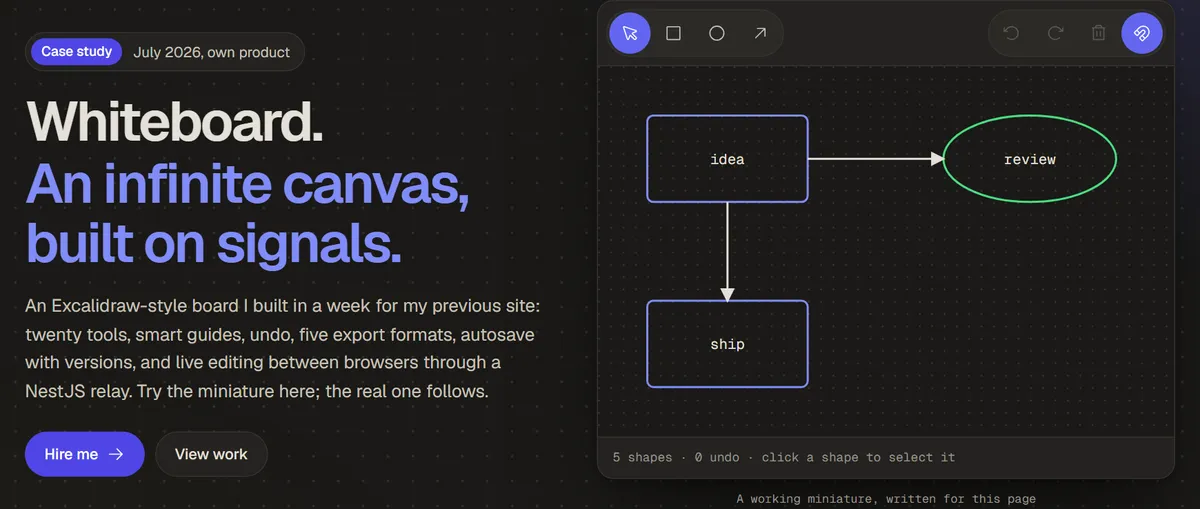 Case study July 2026, own product
Whiteboard.
An infinite canvas,
built on signals.
An Excalidraw-style board I built in a week for my previous site:
twenty tools, smart guides, undo, five export formats, autosave
with versions, and live editing between browsers through a
NestJS relay. Try the miniature here; the real one follows.
Hire me
View work
idea
review
ship
5 shapes · 0 undo · click a shape to select it
A working miniature, written for this page